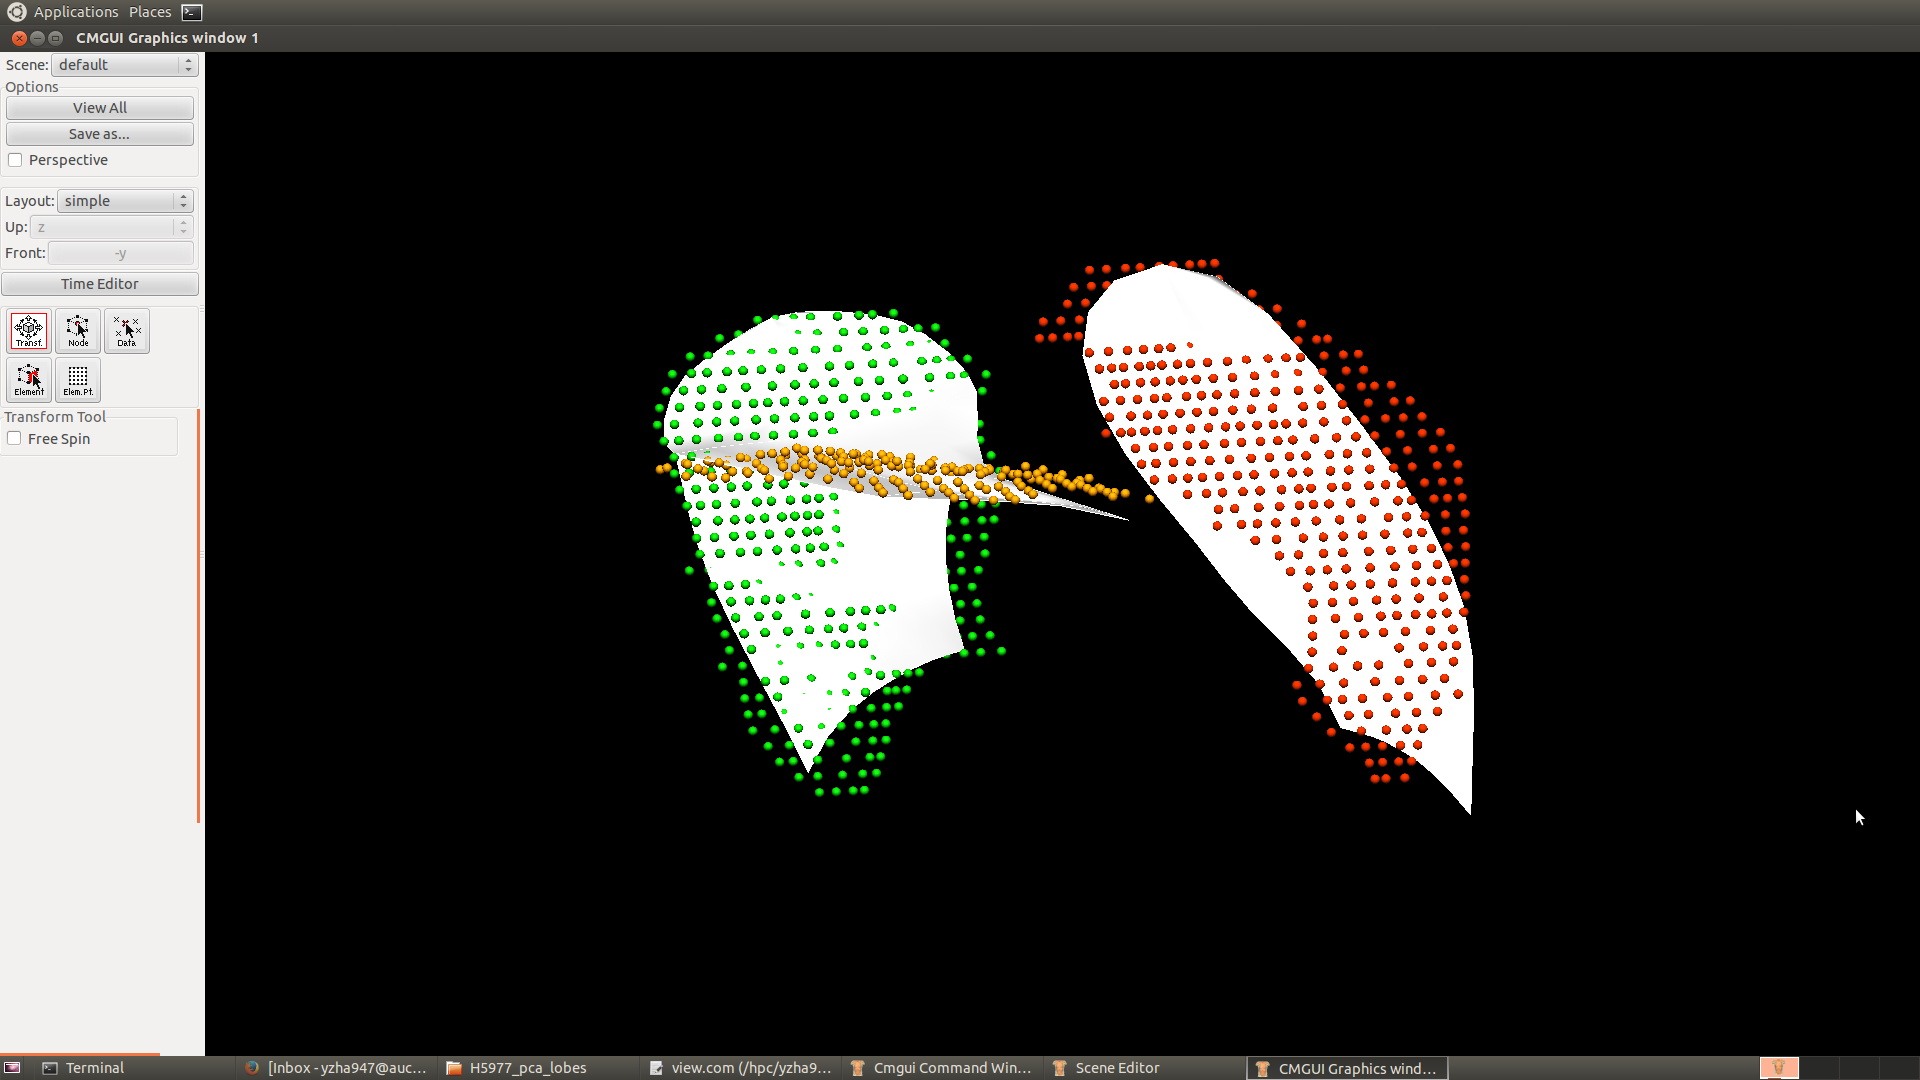 Applications Places
CMGUI Graphics window 1
Scene: default
Options
View All
Save as...
Perspective
Layout: simple
Up: z
Front: -y
Time Editor
Transf. Node Data
Element Elem.Pt.
Transform Tool
Free Spin
Terminal [Inbox - yzha947@auc... H5977_pca_lobes view.com (/hpc/yzha9... Cmgui Command Win... Scene Editor CMGUI Graphics wind...